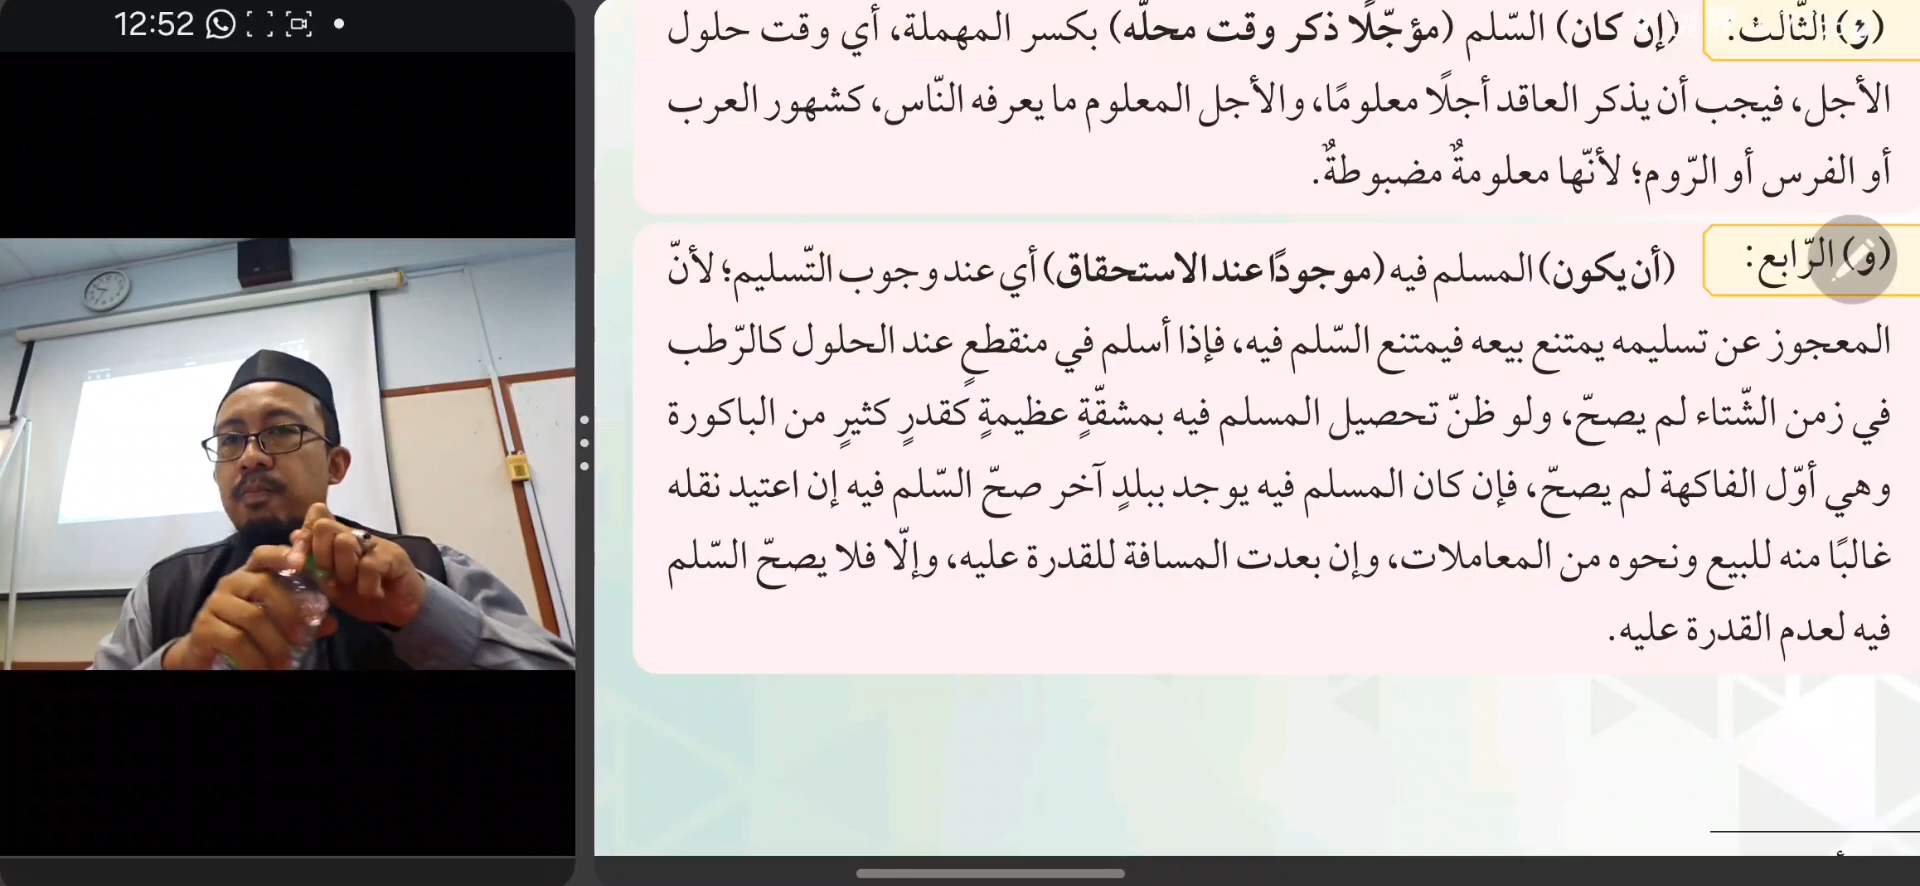 12:52
(و) الثّالث: (إن كان) السّلم (مؤجّلًا ذكر وقت محلّه) بكسر المهملة، أي وقت حلول
الأجل، فيجب أن يذكر العاقد أجلًا معلومًا، والأجل المعلوم ما يعرفه النّاس، كشهور العرب
أو الفرس أو الرّوم؛ لأنّها معلومةٌ مضبوطةٌ.
(و) الرّابع: (أن يكون) المسلم فيه (موجودًا عند الاستحقاق) أي عند وجوب التّسليم؛ لأنّ
المعجوز عن تسليمه يمتنع بيعه فيمتنع السّلم فيه، فإذا أسلم في منقطعٍ عند الحلول كالرّطب
في زمن الشّتاء لم يصحّ، ولو ظنّ تحصيل المسلم فيه بمشقّةٍ عظيمةٍ كقدرٍ كثيرٍ من الباكورة
وهي أوّل الفاكهة لم يصحّ، فإن كان المسلم فيه يوجد ببلدٍ آخر صحّ السّلم فيه إن اعتيد نقله
غالبًا منه للبيع ونحوه من المعاملات، وإن بعدت المسافة للقدرة عليه، وإلّا فلا يصحّ السّلم
فيه لعدم القدرة عليه.